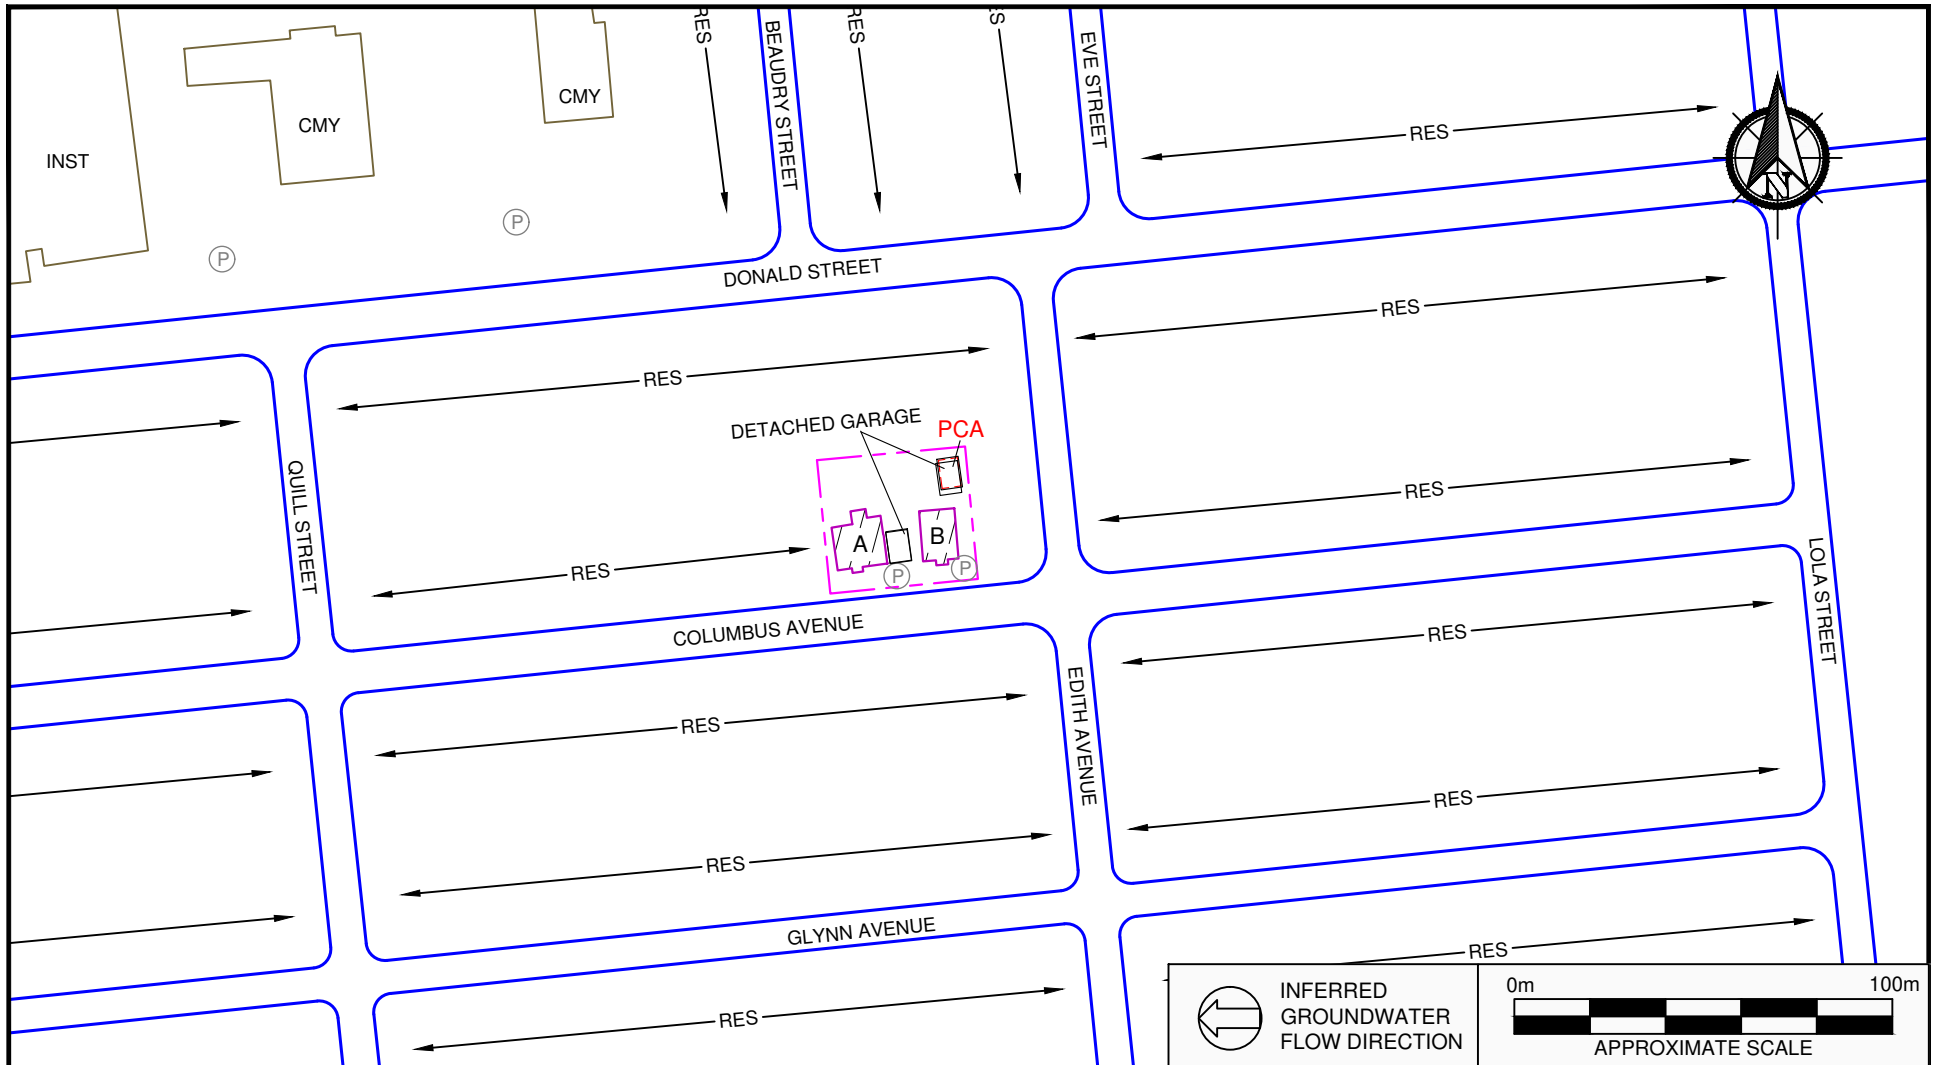 RES
BEAUDRY STREET
RES
ES
EVE STREET
CMY
CMY
INST
RES
N
P
P
DONALD STREET
RES
RES
DETACHED GARAGE
PCA
QUILL STREET
RES
A
B
P
P
RES
LOLA STREET
COLUMBUS AVENUE
RES
EDITH AVENUE
RES
RES
RES
GLYNN AVENUE
RES
RES
INFERRED
GROUNDWATER
FLOW DIRECTION
0m 100m
APPROXIMATE SCALE